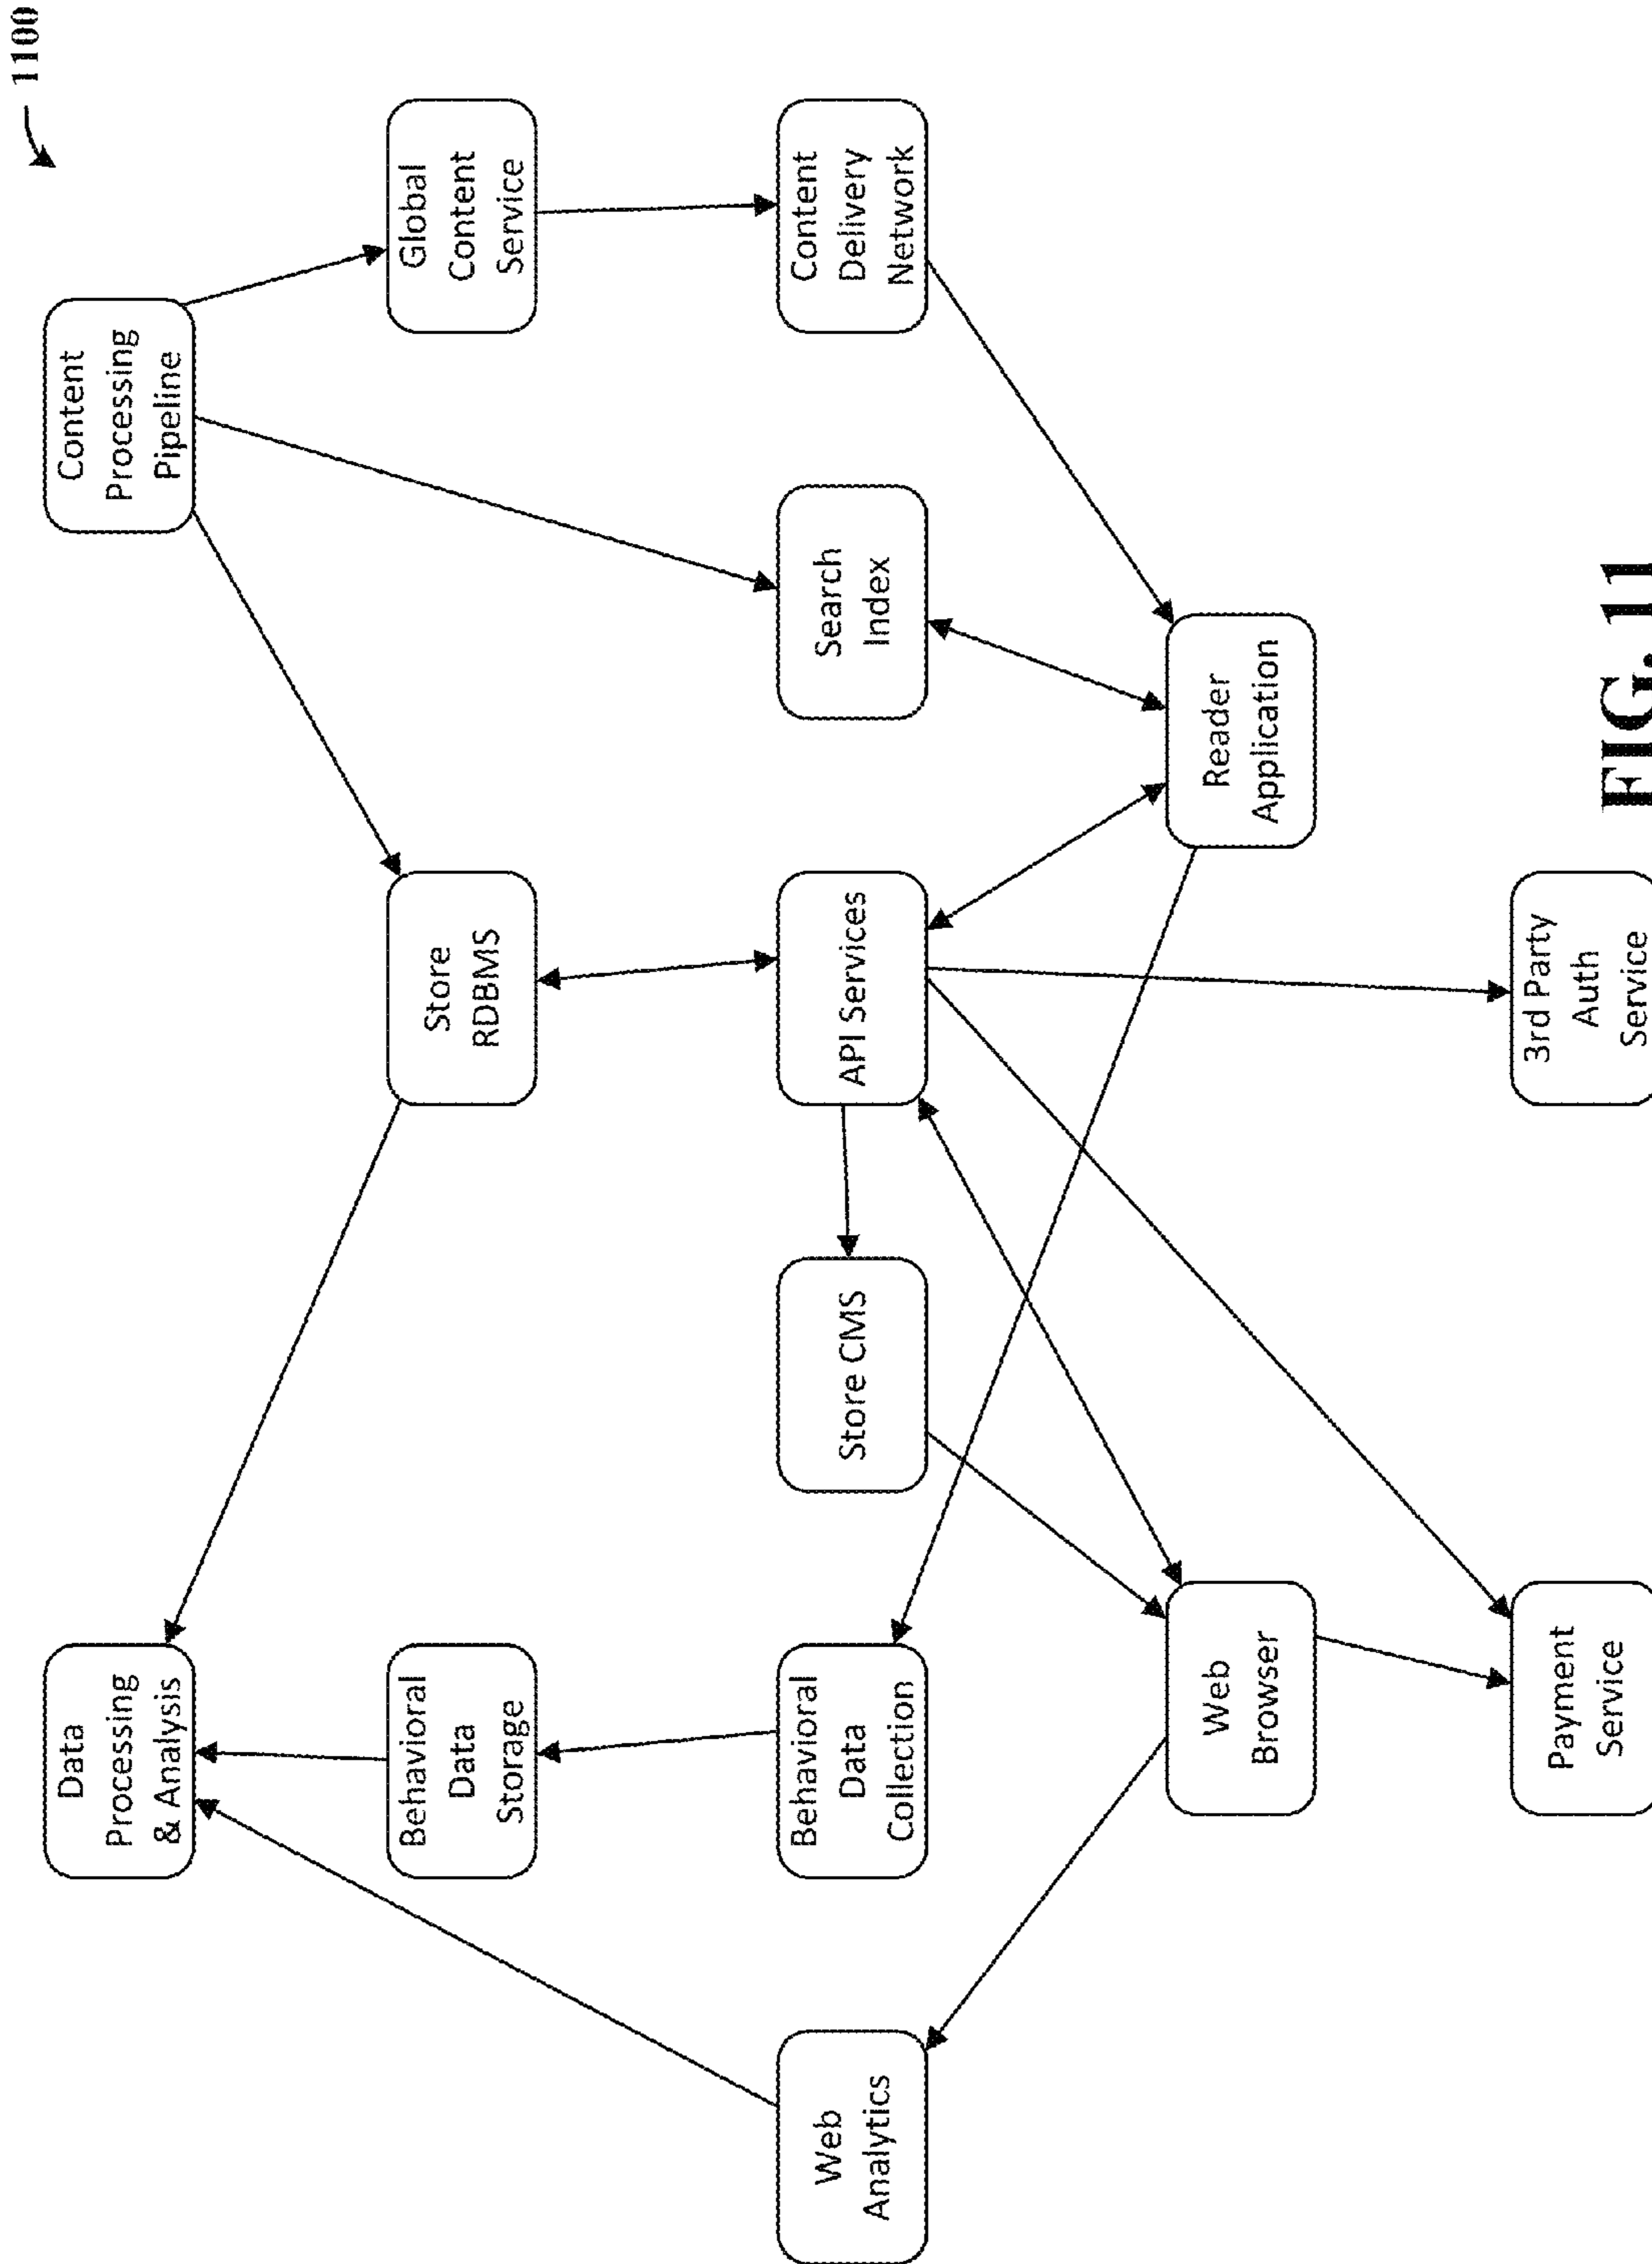 1100
Data
Processing
& Analysis
Content
Processing
Pipeline
Behavioral
Data
Storage
Store
RDBMS
Global
Content
Service
Web
Analytics
Behavioral
Data
Collection
Store CMS
API Services
Search
Index
Content
Delivery
Network
Web
Browser
Reader
Application
Payment
Service
3rd Party
Auth
Service
FIG. 11